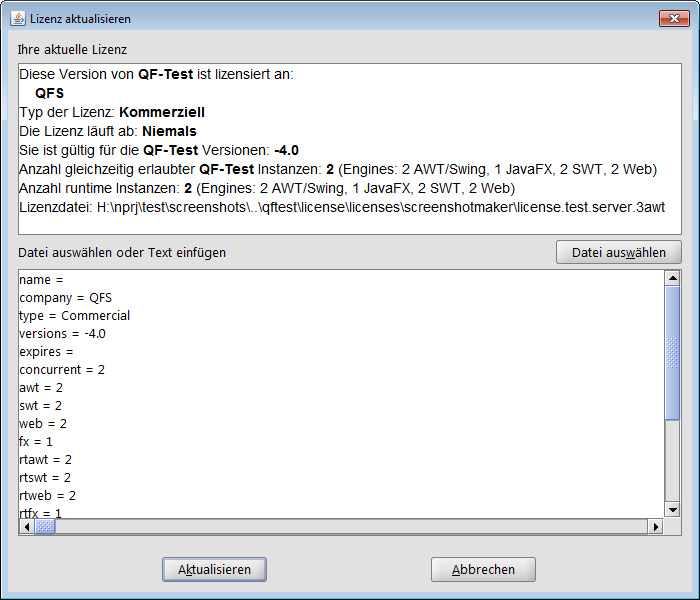 Lizenz aktualisieren
Ihre aktuelle Lizenz
Diese Version von QF-Test ist lizensiert an:
QFS
Typ der Lizenz: Kommerziell
Die Lizenz läuft ab: Niemals
Sie ist gültig für die QF-Test Versionen: -4.0
Anzahl gleichzeitig erlaubter QF-Test Instanzen: 2 (Engines: 2 AWT/Swing, 1 JavaFX, 2 SWT, 2 Web)
Anzahl runtime Instanzen: 2 (Engines: 2 AWT/Swing, 1 JavaFX, 2 SWT, 2 Web)
Lizenzdatei: H:\nprj\test\screenshots\..\qftest\license\licenses\screenshotmaker\license.test.server.3awt
Datei auswählen oder Text einfügen
Datei auswählen
name =
company = QFS
type = Commercial
versions = -4.0
expires =
concurrent = 2
awt = 2
swt = 2
web = 2
fx = 1
rtawt = 2
rtswt = 2
rtweb = 2
rtfx = 1
Aktualisieren
Abbrechen